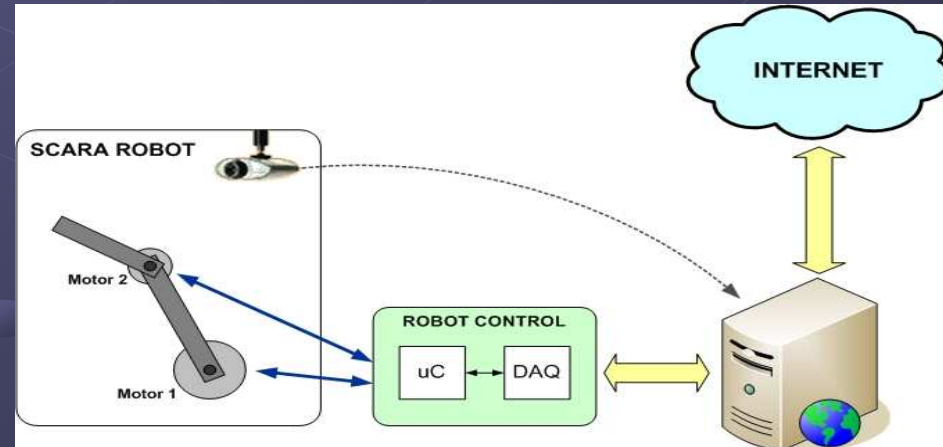 INTERNET
SCARA ROBOT
Motor 2
Motor 1
ROBOT CONTROL
uC
DAQ